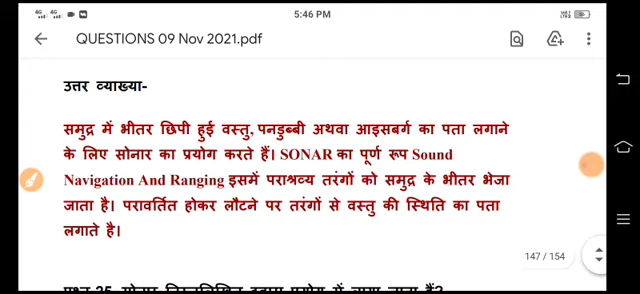 4G 4G 5:46 PM
QUESTIONS 09 Nov 2021.pdf
उत्तर व्याख्या-
समुद्र में भीतर छिपी हुई वस्तु, पनडुब्बी अथवा आइसबर्ग का पता लगाने
के लिए सोनार का प्रयोग करते हैं। SONAR का पूर्ण रूप Sound
Navigation And Ranging इसमें पराश्रव्य तरंगों को समुद्र के भीतर भेजा
जाता है। परावर्तित होकर लौटने पर तरंगों से वस्तु की स्थिति का पता
लगाते है।
147 / 154